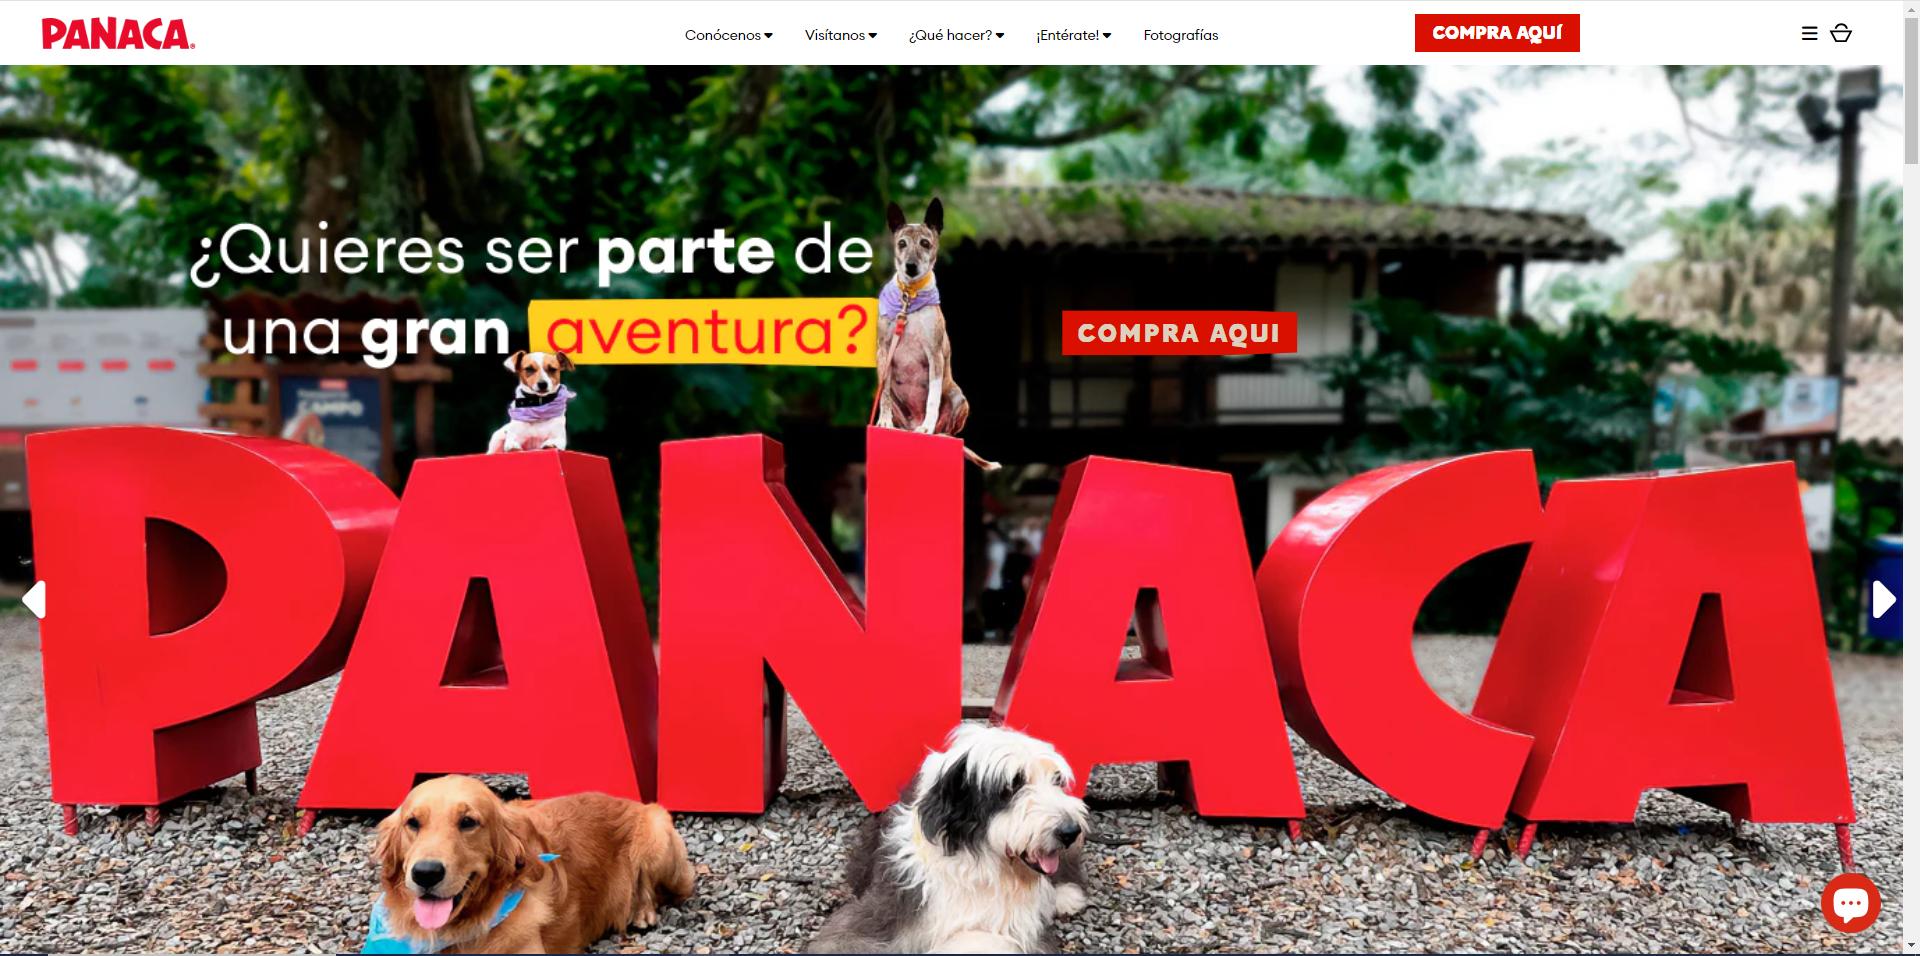 PANACA
Conócenos
Visítanos
¿Qué hacer?
¡Entérate!
Fotografías
COMPRA AQUÍ
¿Quieres ser parte de
una gran aventura?
COMPRA AQUI
CAMPO
PANACA